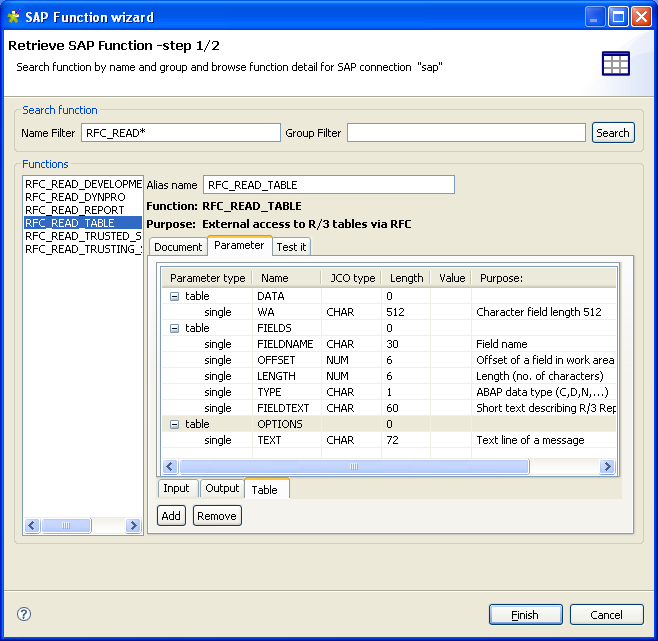 SAP Function wizard
Retrieve SAP Function -step 1/2
Search function by name and group and browse function detail for SAP connection "sap"
Search function
Name Filter RFC_READ* Group Filter Search
Functions
RFC_READ_DEVELOPME
RFC_READ_DYNPRO
RFC_READ_REPORT
RFC_READ_TABLE
RFC_READ_TRUSTED_S
RFC_READ_TRUSTING_S
Alias name RFC_READ_TABLE
Function: RFC_READ_TABLE
Purpose: External access to R/3 tables via RFC
Document Parameter Test it
Parameter type Name JCO type Length Value Purpose:
table DATA 0
single WA CHAR 512 Character field length 512
table FIELDS 0
single FIELDNAME CHAR 30 Field name
single OFFSET NUM 6 Offset of a field in work area
single LENGTH NUM 6 Length (no. of characters)
single TYPE CHAR 1 ABAP data type (C,D,N,...)
single FIELDTEXT CHAR 60 Short text describing R/3 Rep
table OPTIONS 0
single TEXT CHAR 72 Text line of a message
Input Output Table
Add Remove
? Finish Cancel